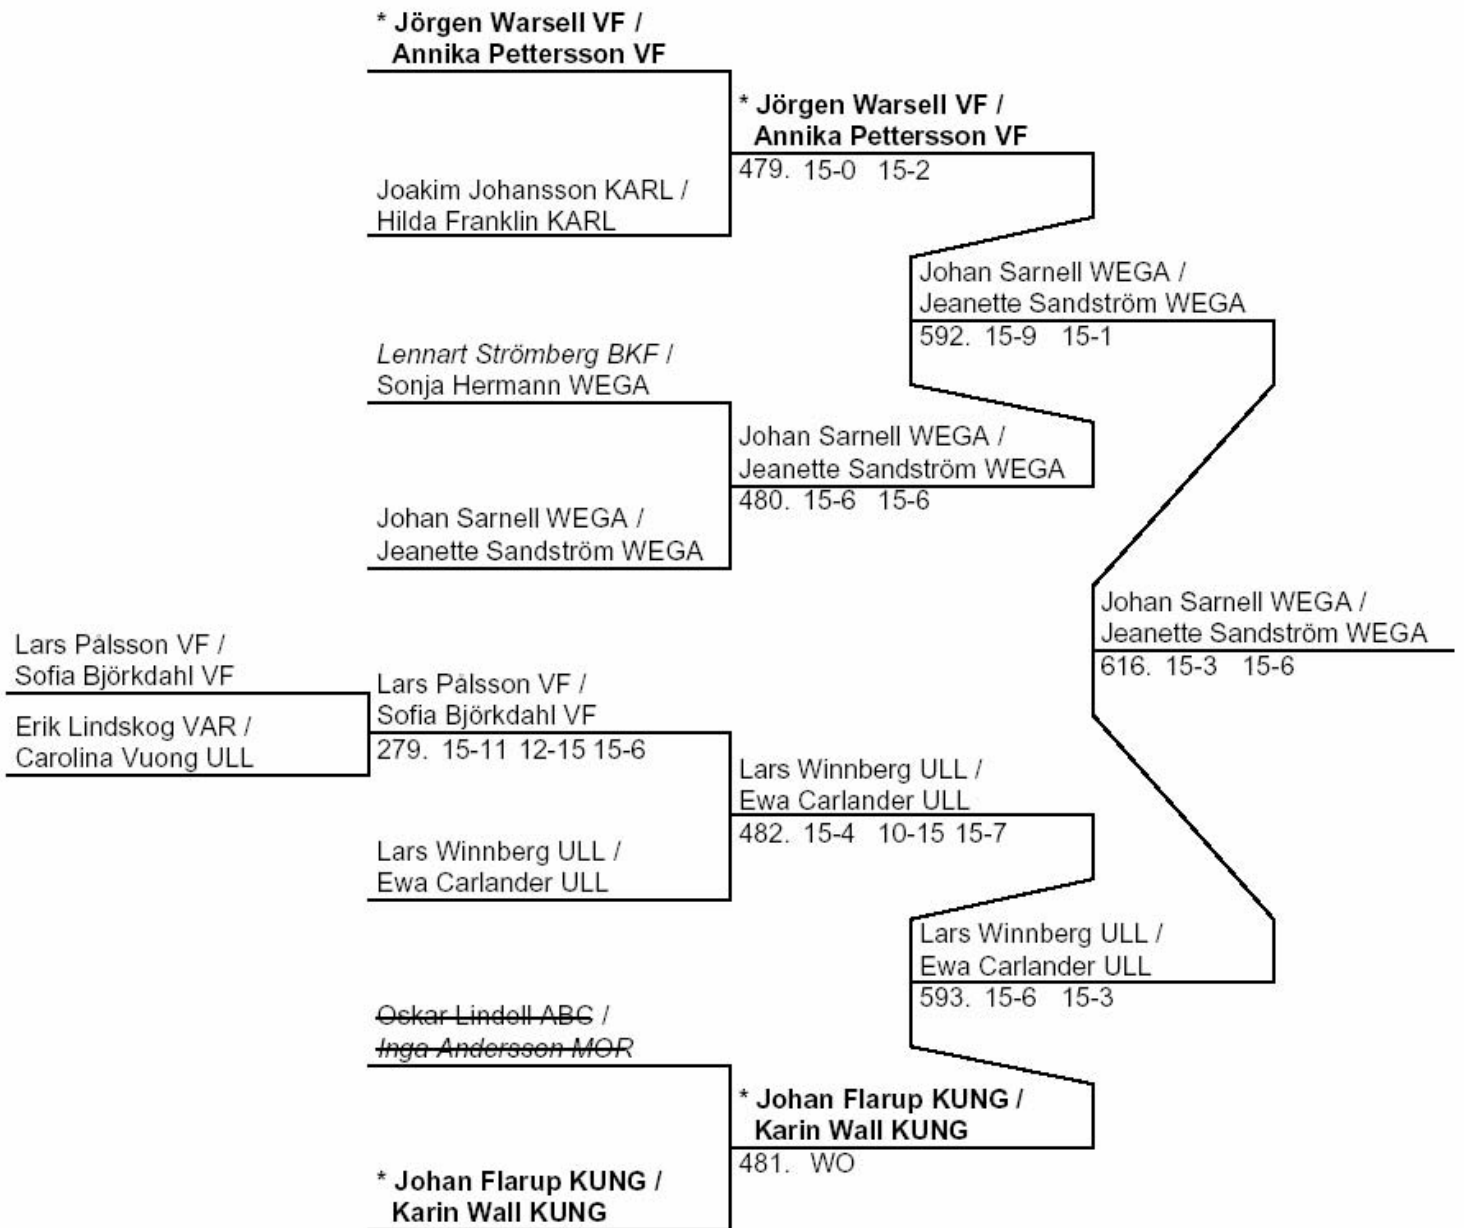 * Jörgen Warsell VF /
Annika Pettersson VF
* Jörgen Warsell VF /
Annika Pettersson VF
479. 15-0 15-2
Joakim Johansson KARL /
Hilda Franklin KARL
Johan Sarnell WEGA /
Jeanette Sandström WEGA
592. 15-9 15-1
Lennart Strömberg BKF /
Sonja Hermann WEGA
Johan Sarnell WEGA /
Jeanette Sandström WEGA
480. 15-6 15-6
Johan Sarnell WEGA /
Jeanette Sandström WEGA
Johan Sarnell WEGA /
Jeanette Sandström WEGA
616. 15-3 15-6
Lars Pålsson VF /
Sofia Björkdahl VF
Erik Lindskog VAR /
Carolina Vuong ULL
Lars Pålsson VF /
Sofia Björkdahl VF
279. 15-11 12-15 15-6
Lars Winnberg ULL /
Ewa Carlander ULL
482. 15-4 10-15 15-7
Lars Winnberg ULL /
Ewa Carlander ULL
Lars Winnberg ULL /
Ewa Carlander ULL
593. 15-6 15-3
Oskar Lindell ABC /
Inga Andersson MOR
* Johan Flarup KUNG /
Karin Wall KUNG
481. WO
* Johan Flarup KUNG /
Karin Wall KUNG